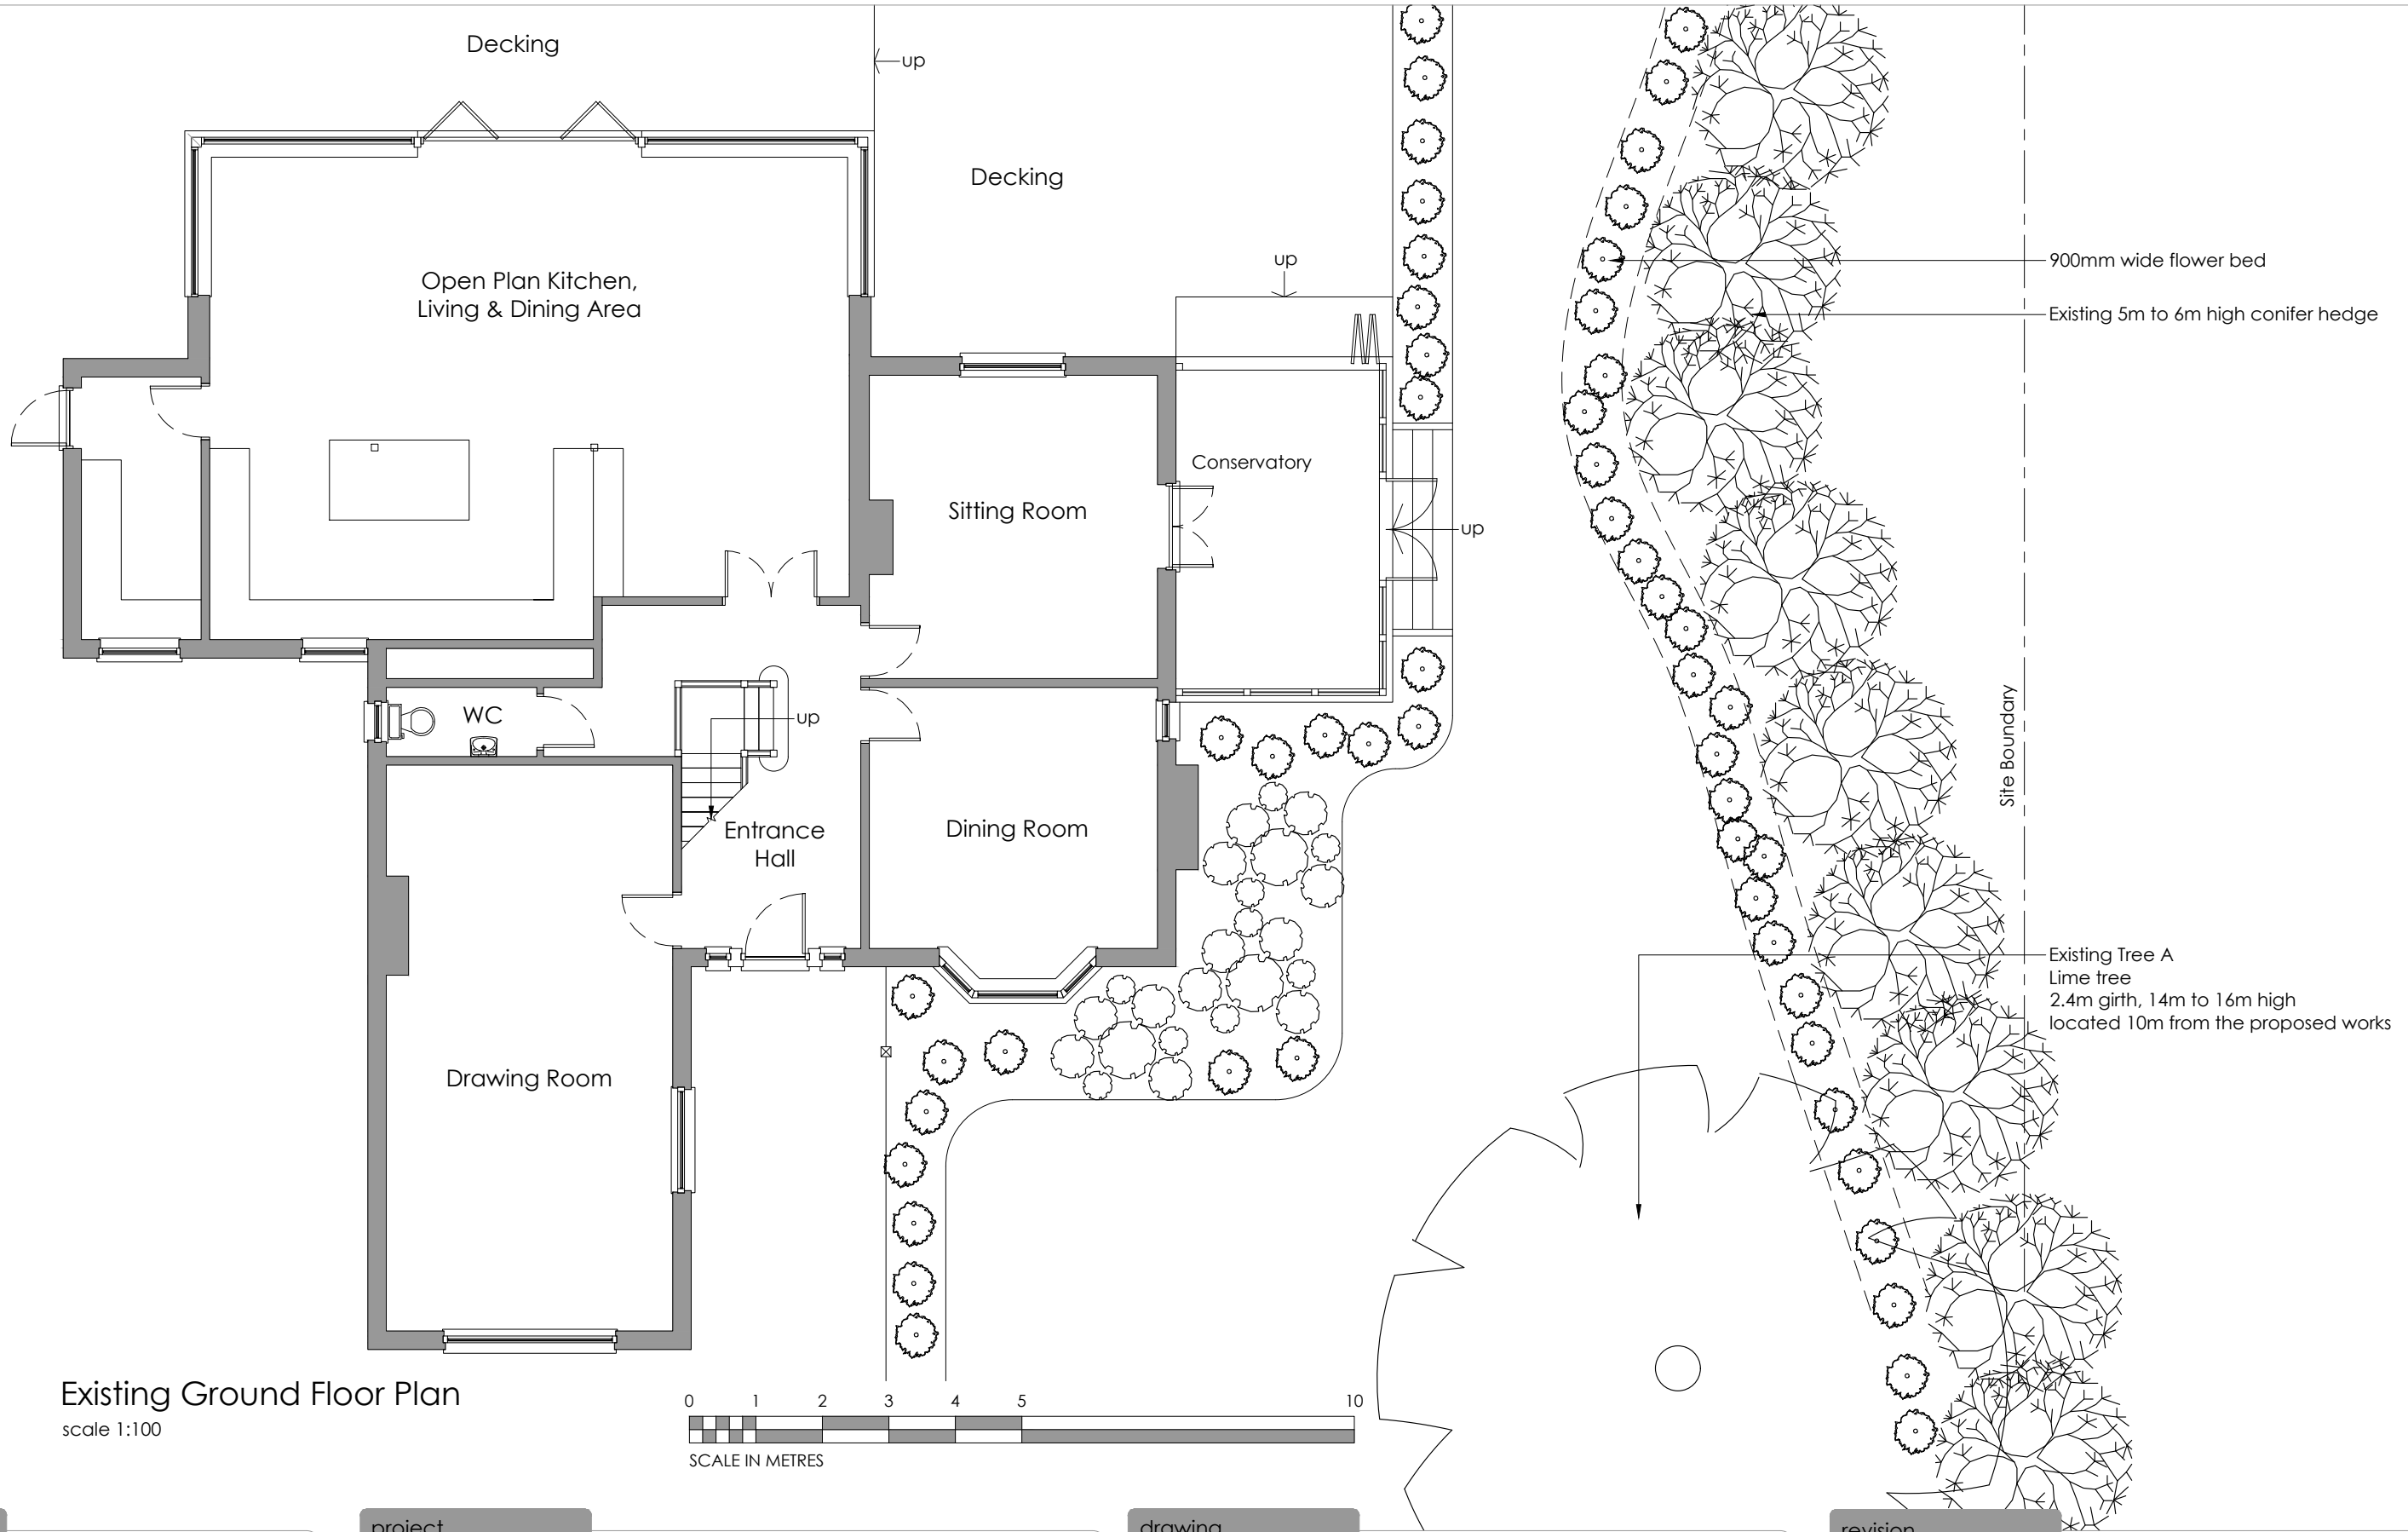 Decking
up
Decking
up
900mm wide flower bed
Open Plan Kitchen,
Living & Dining Area
Existing 5m to 6m high conifer hedge
Conservatory
Sitting Room
up
WC
up
Site Boundary
Entrance
Hall
Dining Room
Existing Tree A
Lime tree
2.4m girth, 14m to 16m high
located 10m from the proposed works
Drawing Room
Existing Ground Floor Plan
scale 1:100
0 1 2 3 4 5 10
SCALE IN METRES
project
drawing
revision